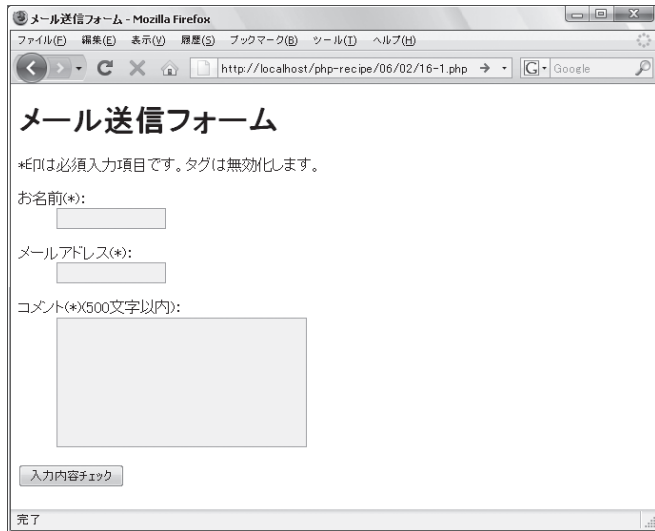 メール送信フォーム - Mozilla Firefox
ファイル(F) 編集(E) 表示(V) 履歴(S) ブックマーク(B) ツール(T) ヘルプ(H)
http://localhost/php-recipe/06/02/16-1.php G Google
メール送信フォーム
*印は必須入力項目です。タグは無効化します。
お名前(*):
メールアドレス(*):
コメント(*)(500文字以内):
入力内容チェック
完了